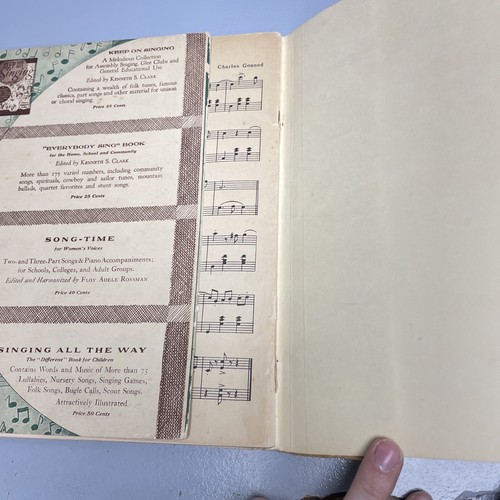 KEEP ON SINGING
A Melodious Collection
for Assembly Singing, Glee Clubs and
General Educational Use
Edited by KENNETH S. CLARK
Containing a wealth of folk tunes, famous
classics, part songs and other material for unison
or choral singing.
Price 25 Cents
"EVERYBODY SING" BOOK
for the Home, School and Community
Edited by KENNETH S. CLARK
More than 175 varied numbers, including community
songs, spirituals, cowboy and sailor tunes, mountain
ballads, quartet favorites and stunt songs.
Price 25 Cents
SONG-TIME
for Women's Voices
Two- and Three-Part Songs & Piano Accompaniments;
for Schools, Colleges, and Adult Groups.
Edited and Harmonized by FLOY ADELE ROSSMAN
Price 40 Cents
SINGING ALL THE WAY
The "Different" Book for Children
Contains Words and Music of More than 75
Lullabies, Nursery Songs, Singing Games,
Folk Songs, Bugle Calls, Scout Songs.
Attractively Illustrated
Price 50 Cents
Charles Gounod